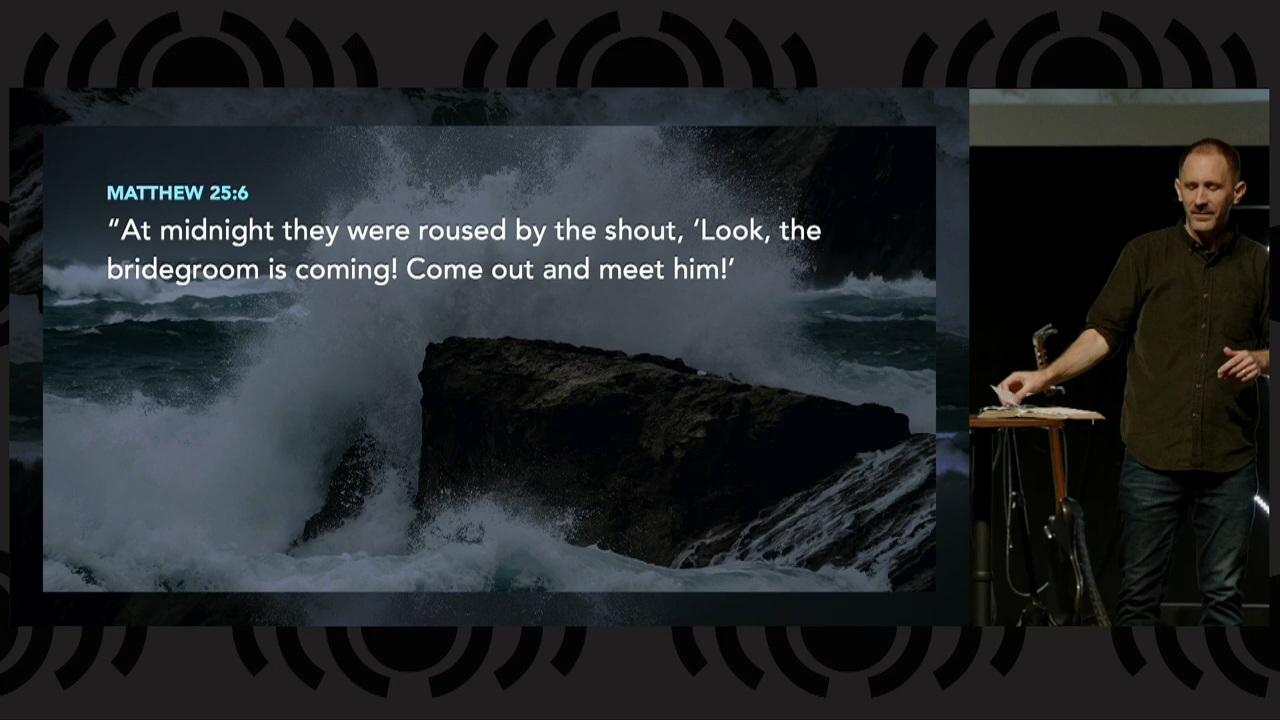 MATTHEW 25:6
“At midnight they were roused by the shout, ‘Look, the
bridegroom is coming! Come out and meet him!’